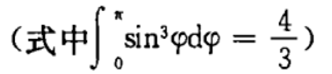 （式中∫₀^π sin³φdφ = 4/3）